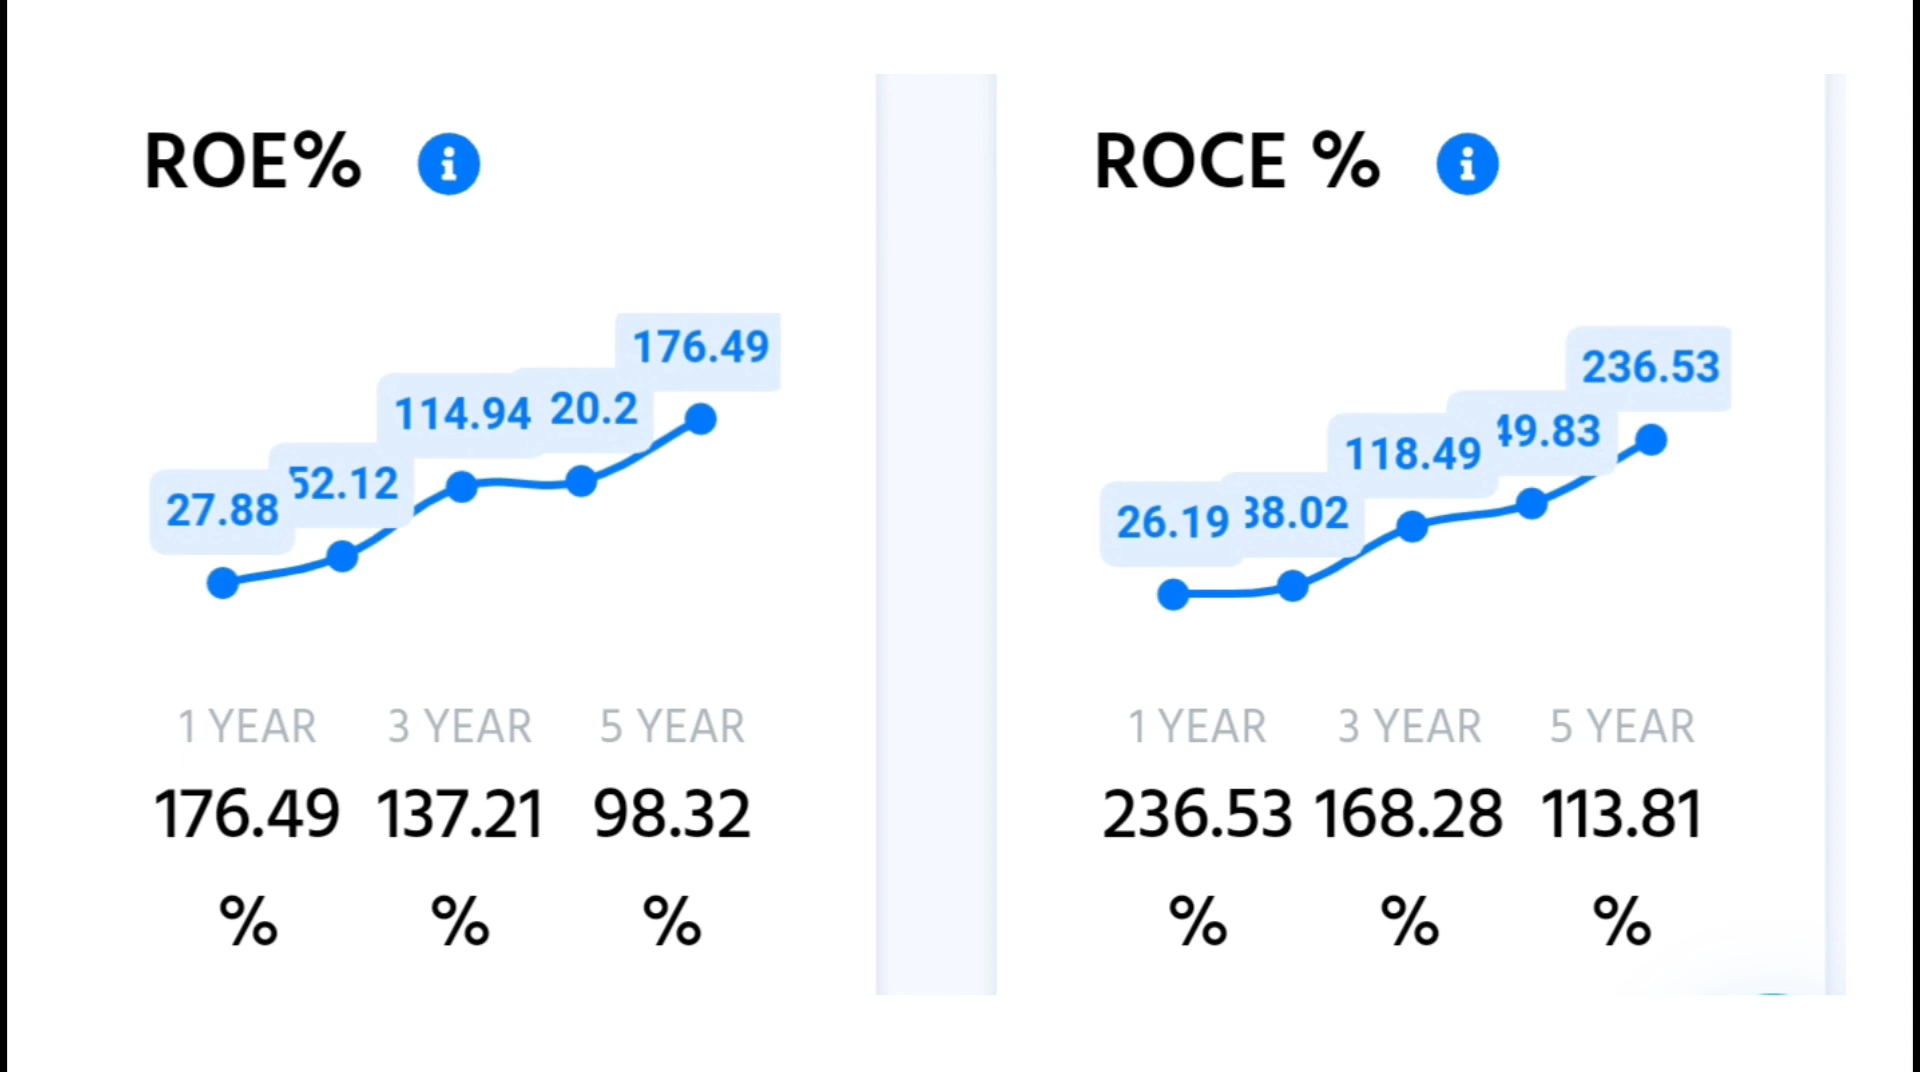 ROE%
176.49
114.94 20.2
27.88 52.12
1 YEAR 3 YEAR 5 YEAR
176.49 137.21 98.32
% % %
ROCE %
236.53
118.49 49.83
26.19 38.02
1 YEAR 3 YEAR 5 YEAR
236.53 168.28 113.81
% % %